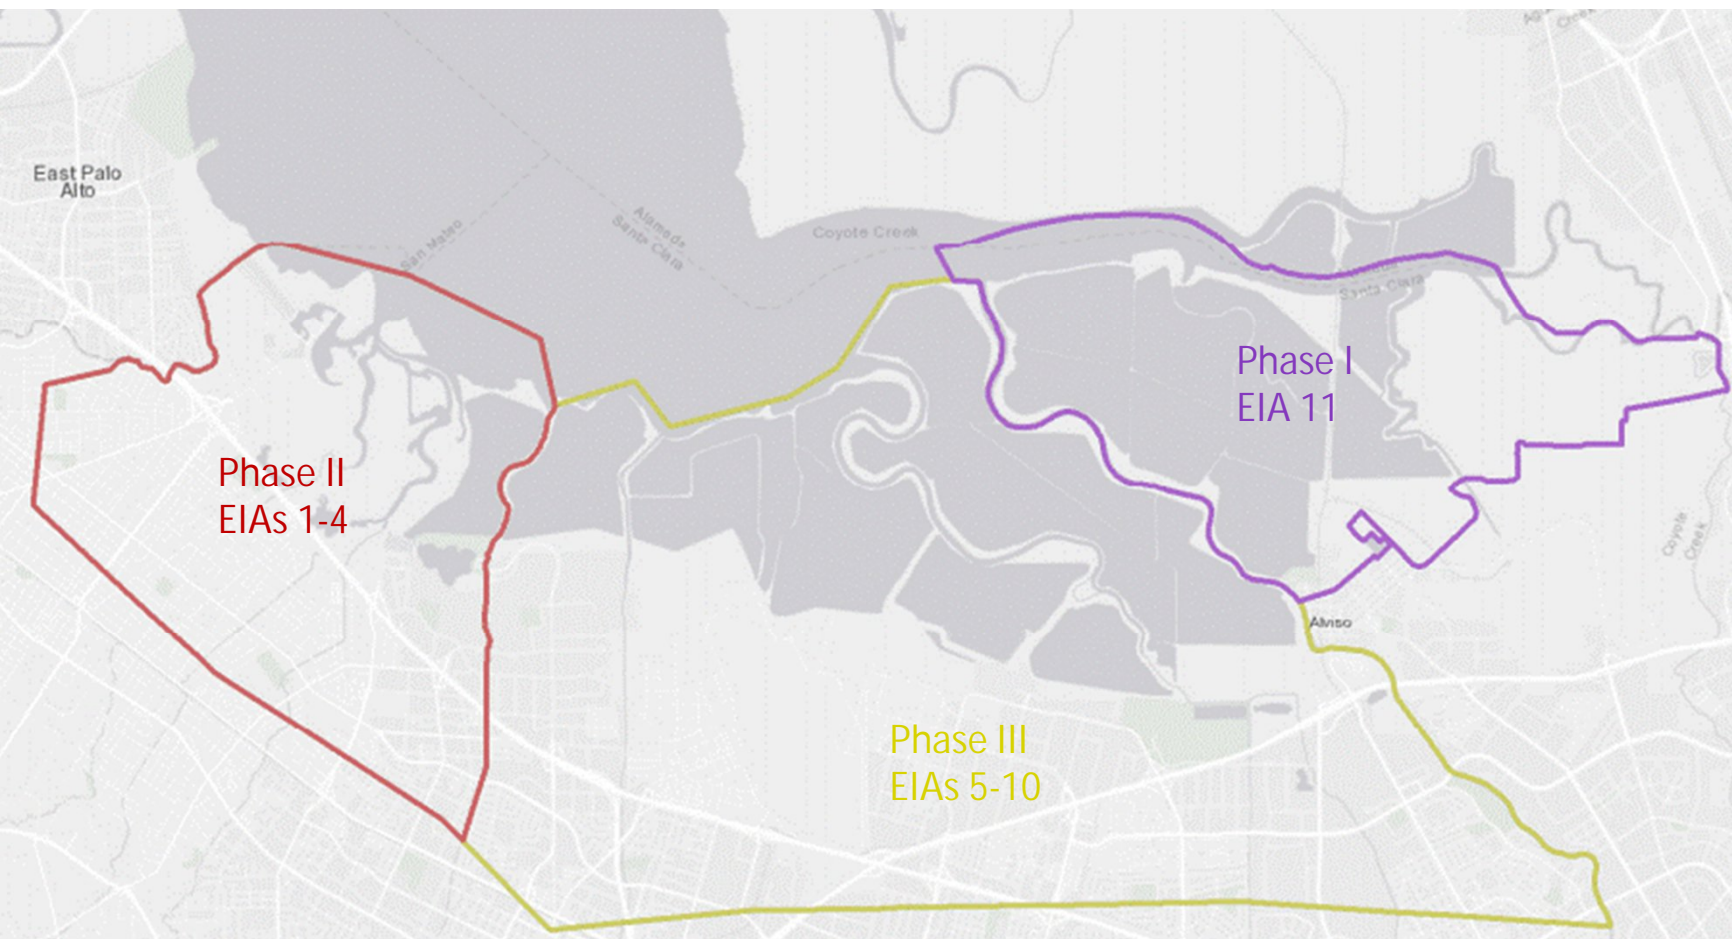 East Palo
Alto
San Mateo
Alameda
Santa Clara
Coyote Creek
Santa Clara
Phase I
EIA 11
Phase II
EIAs 1-4
Coyote
Creek
Alviso
Phase III
EIAs 5-10